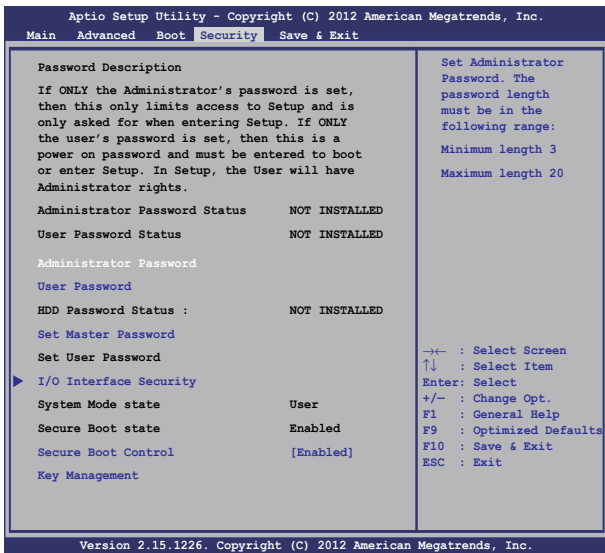 Aptio Setup Utility - Copyright (C) 2012 American Megatrends, Inc.
Main Advanced Boot Security Save & Exit
Password Description
If ONLY the Administrator's password is set,
then this only limits access to Setup and is
only asked for when entering Setup. If ONLY
the user's password is set, then this is a
power on password and must be entered to boot
or enter Setup. In Setup, the User will have
Administrator rights.
Administrator Password Status NOT INSTALLED
User Password Status NOT INSTALLED
Administrator Password
User Password
HDD Password Status : NOT INSTALLED
Set Master Password
Set User Password
I/O Interface Security
System Mode state User
Secure Boot state Enabled
Secure Boot Control [Enabled]
Key Management
Set Administrator
Password. The
password length
must be in the
following range:
Minimum length 3
Maximum length 20
→← : Select Screen
↑↓ : Select Item
Enter: Select
+/— : Change Opt.
F1 : General Help
F9 : Optimized Defaults
F10 : Save & Exit
ESC : Exit
Version 2.15.1226. Copyright (C) 2012 American Megatrends, Inc.